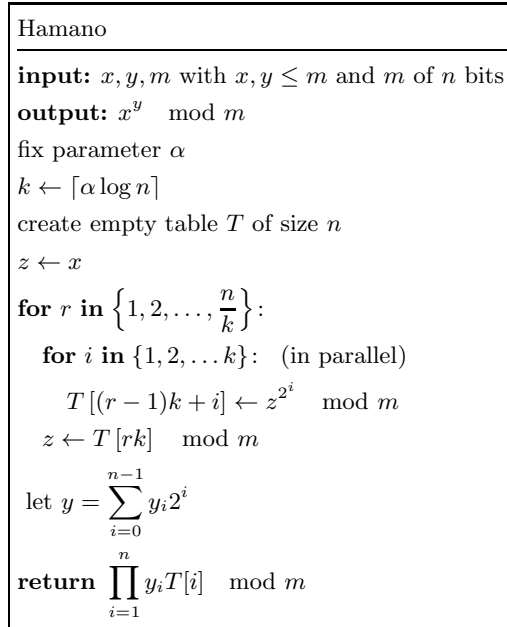 Hamano
input: x, y, m with x, y ≤ m and m of n bits
output: x^y mod m
fix parameter α
k ← ⌈α log n⌉
create empty table T of size n
z ← x
for r in {1, 2, . . . , n/k}:
for i in {1, 2, . . . k}: (in parallel)
T [(r − 1)k + i] ← z^{2^i} mod m
z ← T [rk] mod m
let y = ∑_{i=0}^{n−1} y_i 2^i
return ∏_{i=1}^{n} y_i T[i] mod m